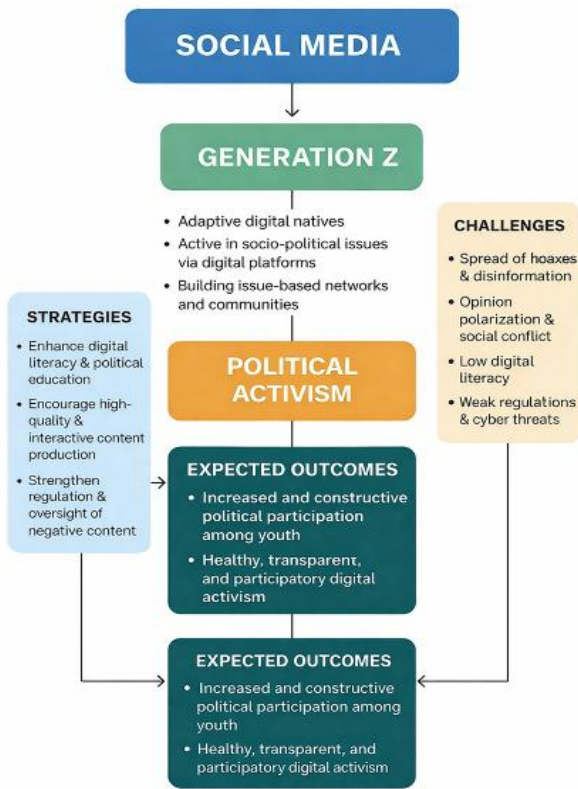 SOCIAL MEDIA
GENERATION Z
• Adaptive digital natives
• Active in socio-political issues
via digital platforms
• Building issue-based networks
and communities
CHALLENGES
• Spread of hoaxes
& disinformation
• Opinion
polarization &
social conflict
• Low digital
literacy
• Weak regulations
& cyber threats
STRATEGIES
• Enhance digital
literacy & political
education
• Encourage high-
quality &
interactive content
production
• Strengthen
regulation &
oversight of
negative content
POLITICAL
ACTIVISM
EXPECTED OUTCOMES
• Increased and constructive
political participation
among youth
• Healthy, transparent,
and participatory digital
activism
EXPECTED OUTCOMES
• Increased and constructive
political participation among
youth
• Healthy, transparent, and
participatory digital activism